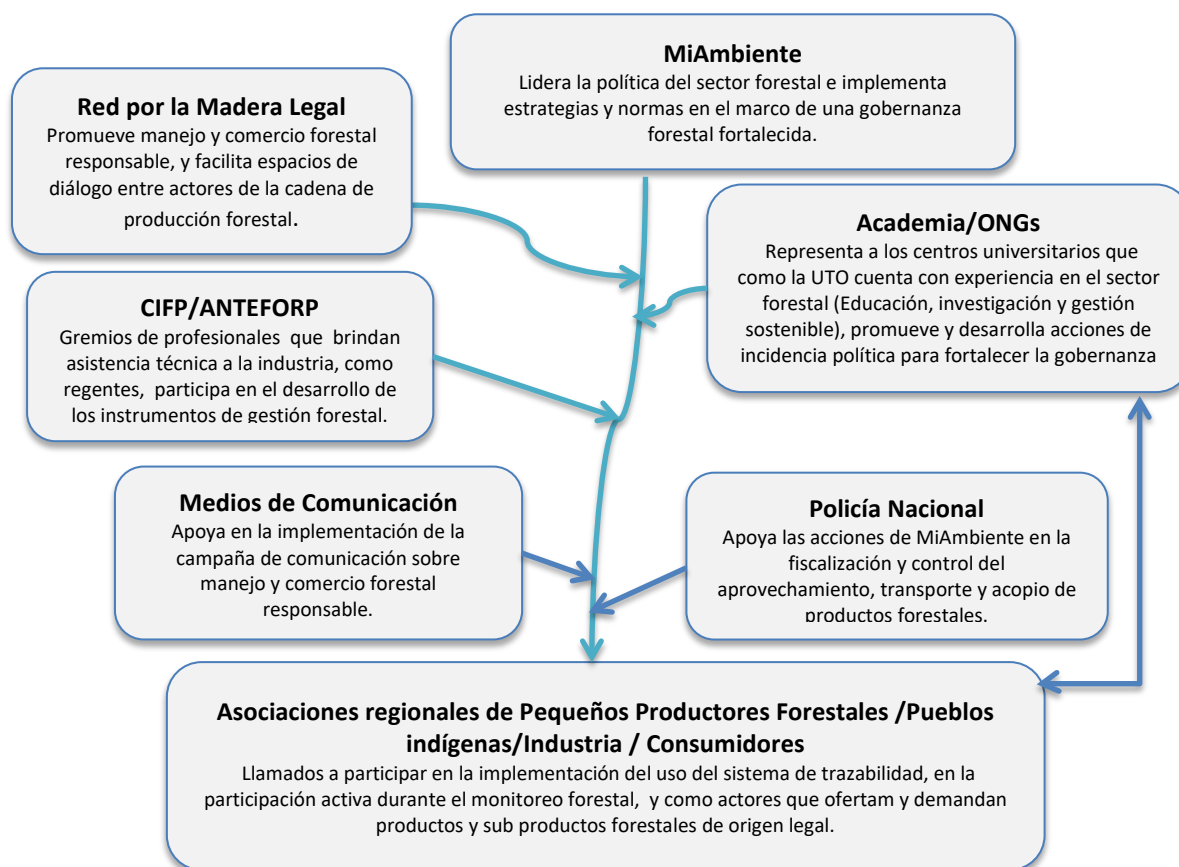 MiAmbiente
Lidera la política del sector forestal e implementa
estrategias y normas en el marco de una gobernanza
forestal fortalecida.
Red por la Madera Legal
Promueve manejo y comercio forestal
responsable, y facilita espacios de
diálogo entre actores de la cadena de
producción forestal.
Academia/ONGs
Representa a los centros universitarios que
como la UTO cuenta con experiencia en el sector
forestal (Educación, investigación y gestión
sostenible), promueve y desarrolla acciones de
incidencia política para fortalecer la gobernanza
CIFP/ANTEFORP
Gremios de profesionales que brindan
asistencia técnica a la industria, como
regentes, participa en el desarrollo de
los instrumentos de gestión forestal.
Medios de Comunicación
Apoya en la implementación de la
campaña de comunicación sobre
manejo y comercio forestal
responsable.
Policía Nacional
Apoya las acciones de MiAmbiente en la
fiscalización y control del
aprovechamiento, transporte y acopio de
productos forestales.
Asociaciones regionales de Pequeños Productores Forestales /Pueblos
indígenas/Industria / Consumidores
Llamados a participar en la implementación del uso del sistema de trazabilidad, en la
participación activa durante el monitoreo forestal, y como actores que ofertam y demandan
productos y sub productos forestales de origen legal.